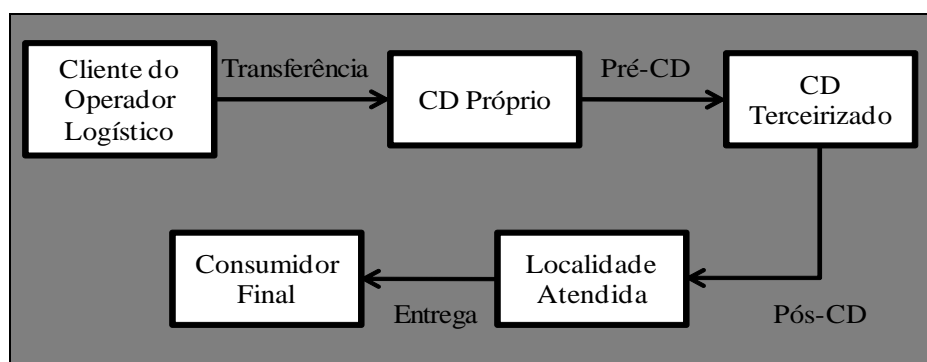 Cliente do
Operador
Logístico
Transferência
CD Próprio
Pré-CD
CD
Terceirizado
Pós-CD
Localidade
Atendida
Entrega
Consumidor
Final